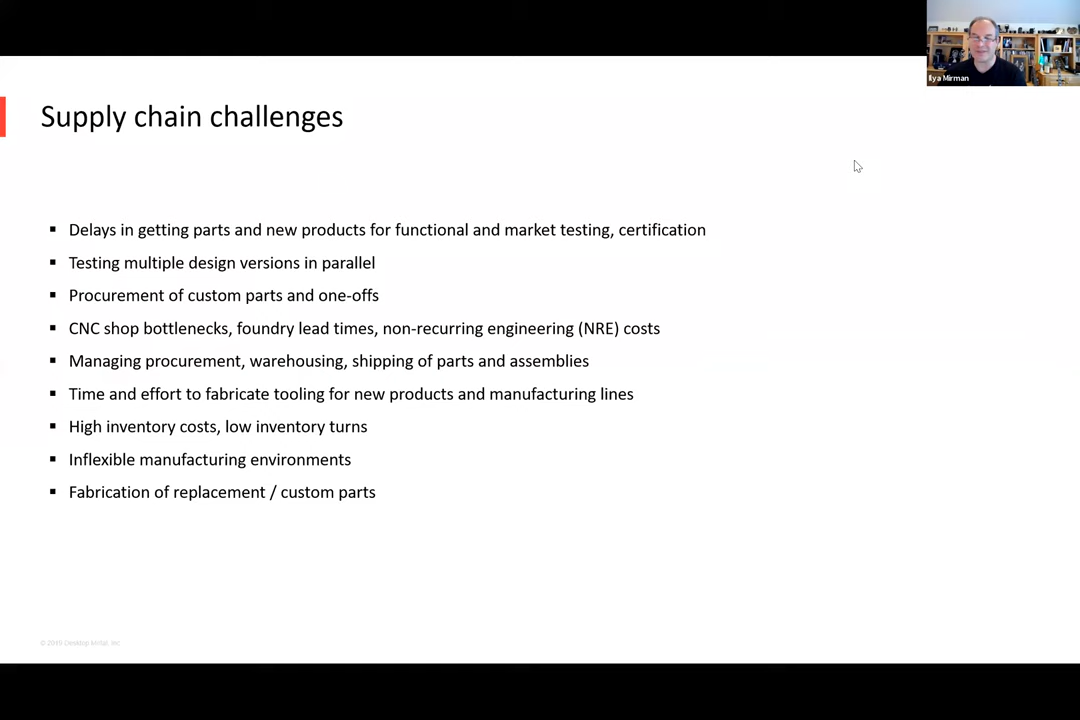 Ilya Mirman
Supply chain challenges
▪ Delays in getting parts and new products for functional and market testing, certification
▪ Testing multiple design versions in parallel
▪ Procurement of custom parts and one-offs
▪ CNC shop bottlenecks, foundry lead times, non-recurring engineering (NRE) costs
▪ Managing procurement, warehousing, shipping of parts and assemblies
▪ Time and effort to fabricate tooling for new products and manufacturing lines
▪ High inventory costs, low inventory turns
▪ Inflexible manufacturing environments
▪ Fabrication of replacement / custom parts
© 2019 Desktop Metal, Inc